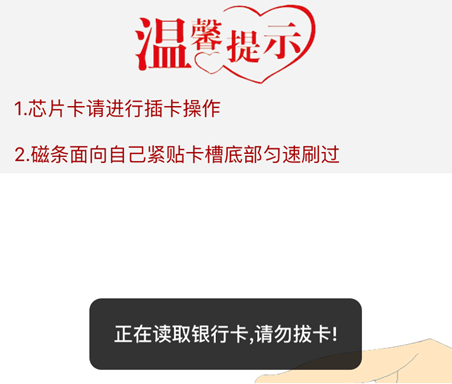 温馨提示
1.芯片卡请进行插卡操作
2.磁条面向自己紧贴卡槽底部匀速刷过
正在读取银行卡,请勿拔卡!